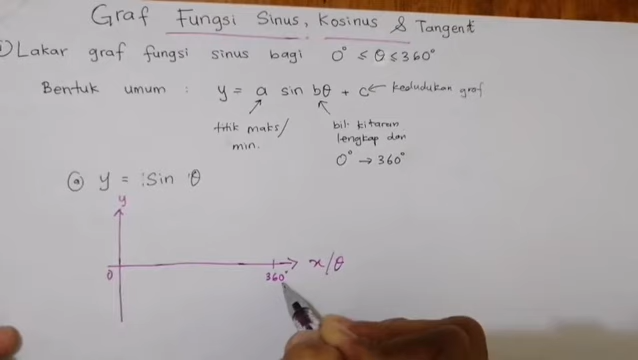 Graf Fungsi Sinus, Kosinus & Tangent
1) Lakar graf fungsi sinus bagi 0° ≤ θ ≤ 360°
Bentuk umum : y = a sin bθ + c ← kedudukan graf
titik maks/
min.
bil. kitaran
lengkap dan
0° → 360°
(a) y = sin θ
y
0
360°
x/θ